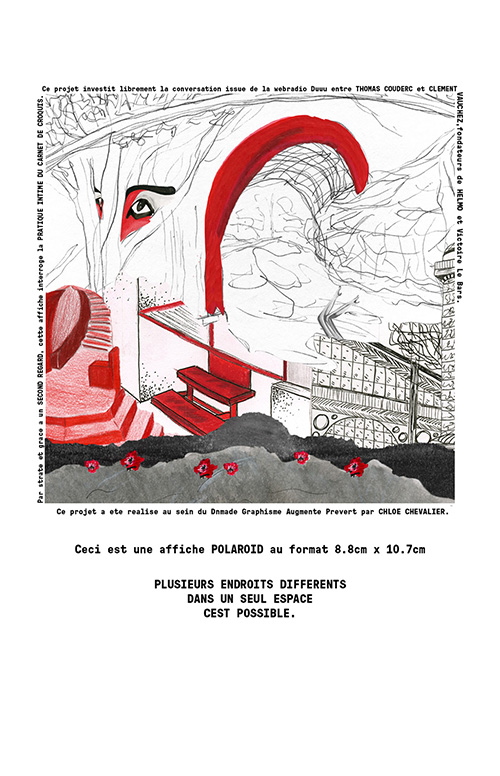 Ce projet investit librement la conversation issue de la webradio Duuu entre THOMAS COUDERC et CLEMENT
VAUCHEZ,fondateurs de HELMO et Victoire Le Bars.
Par strate et grace a un SECOND REGARD, cette affiche interroge la PRATIQUE INTIME DU CARNET DE CROQUIS.
Ce projet a ete realise au sein du Dnmade Graphisme Augmente Prevert par CHLOE CHEVALIER.
Ceci est une affiche POLAROID au format 8.8cm x 10.7cm
PLUSIEURS ENDROITS DIFFERENTS
DANS UN SEUL ESPACE
CEST POSSIBLE.